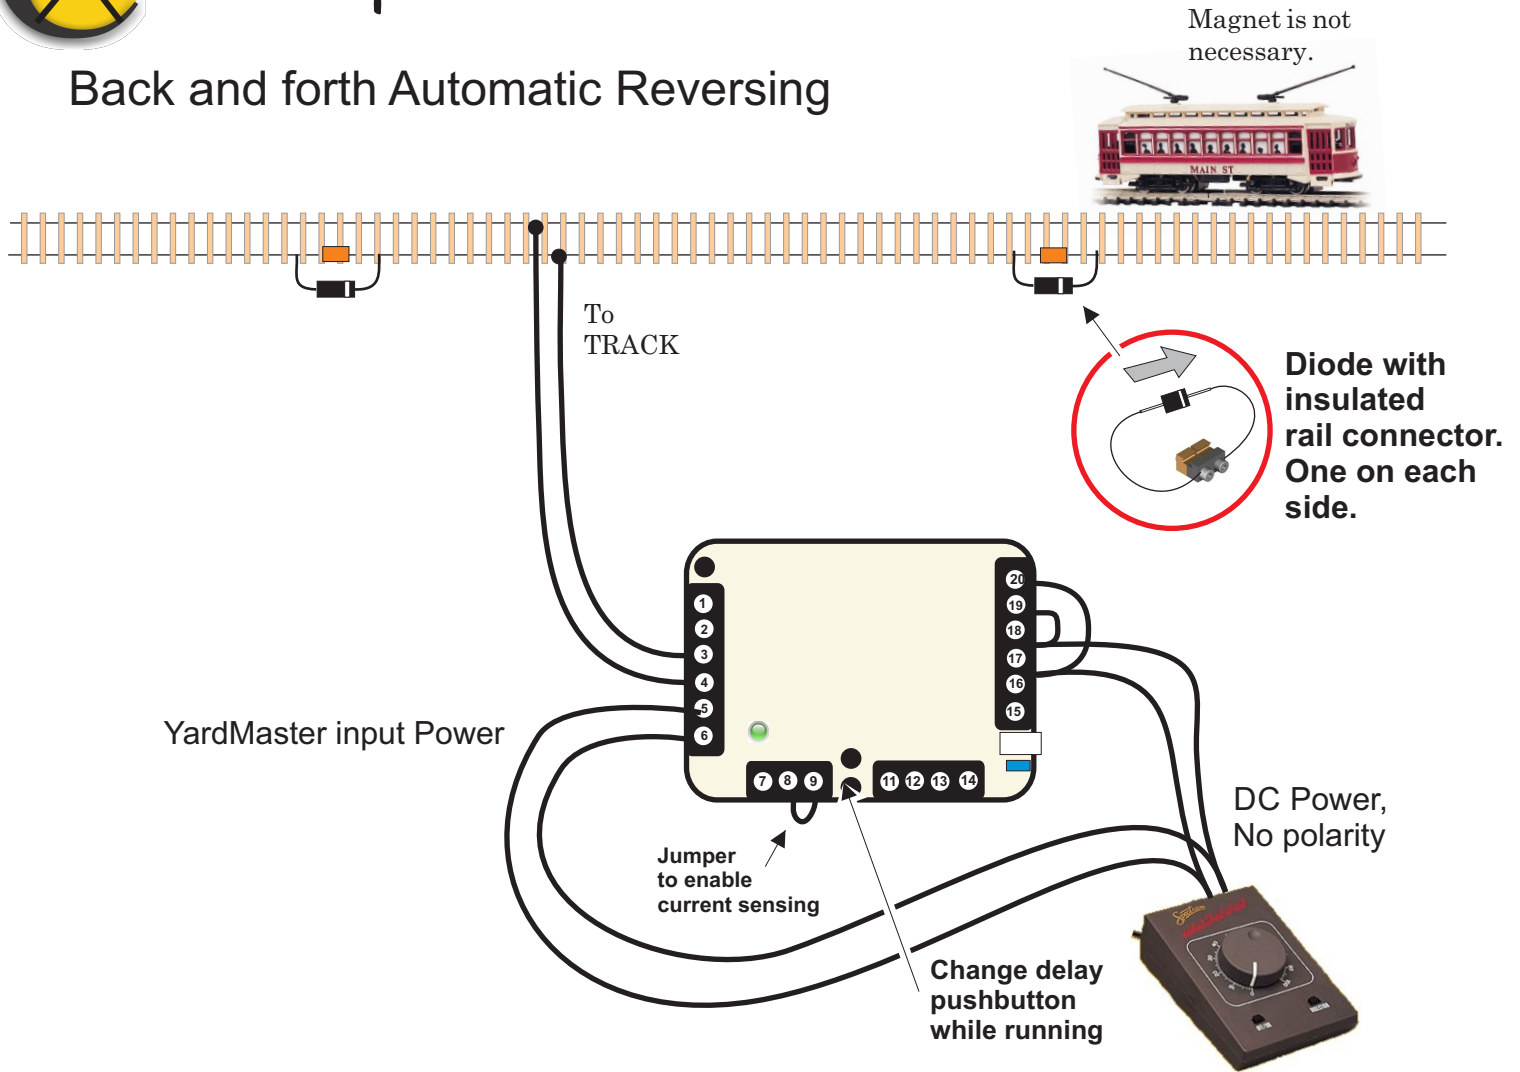 Magnet is not
necessary.
Back and forth Automatic Reversing
MAIN ST
To
TRACK
Diode with
insulated
rail connector.
One on each
side.
1
2
3
4
5
6
20
19
18
17
16
15
YardMaster input Power
7 8 9
11 12 13 14
DC Power,
No polarity
Jumper
to enable
current sensing
Spectrum
Change delay
pushbutton
while running